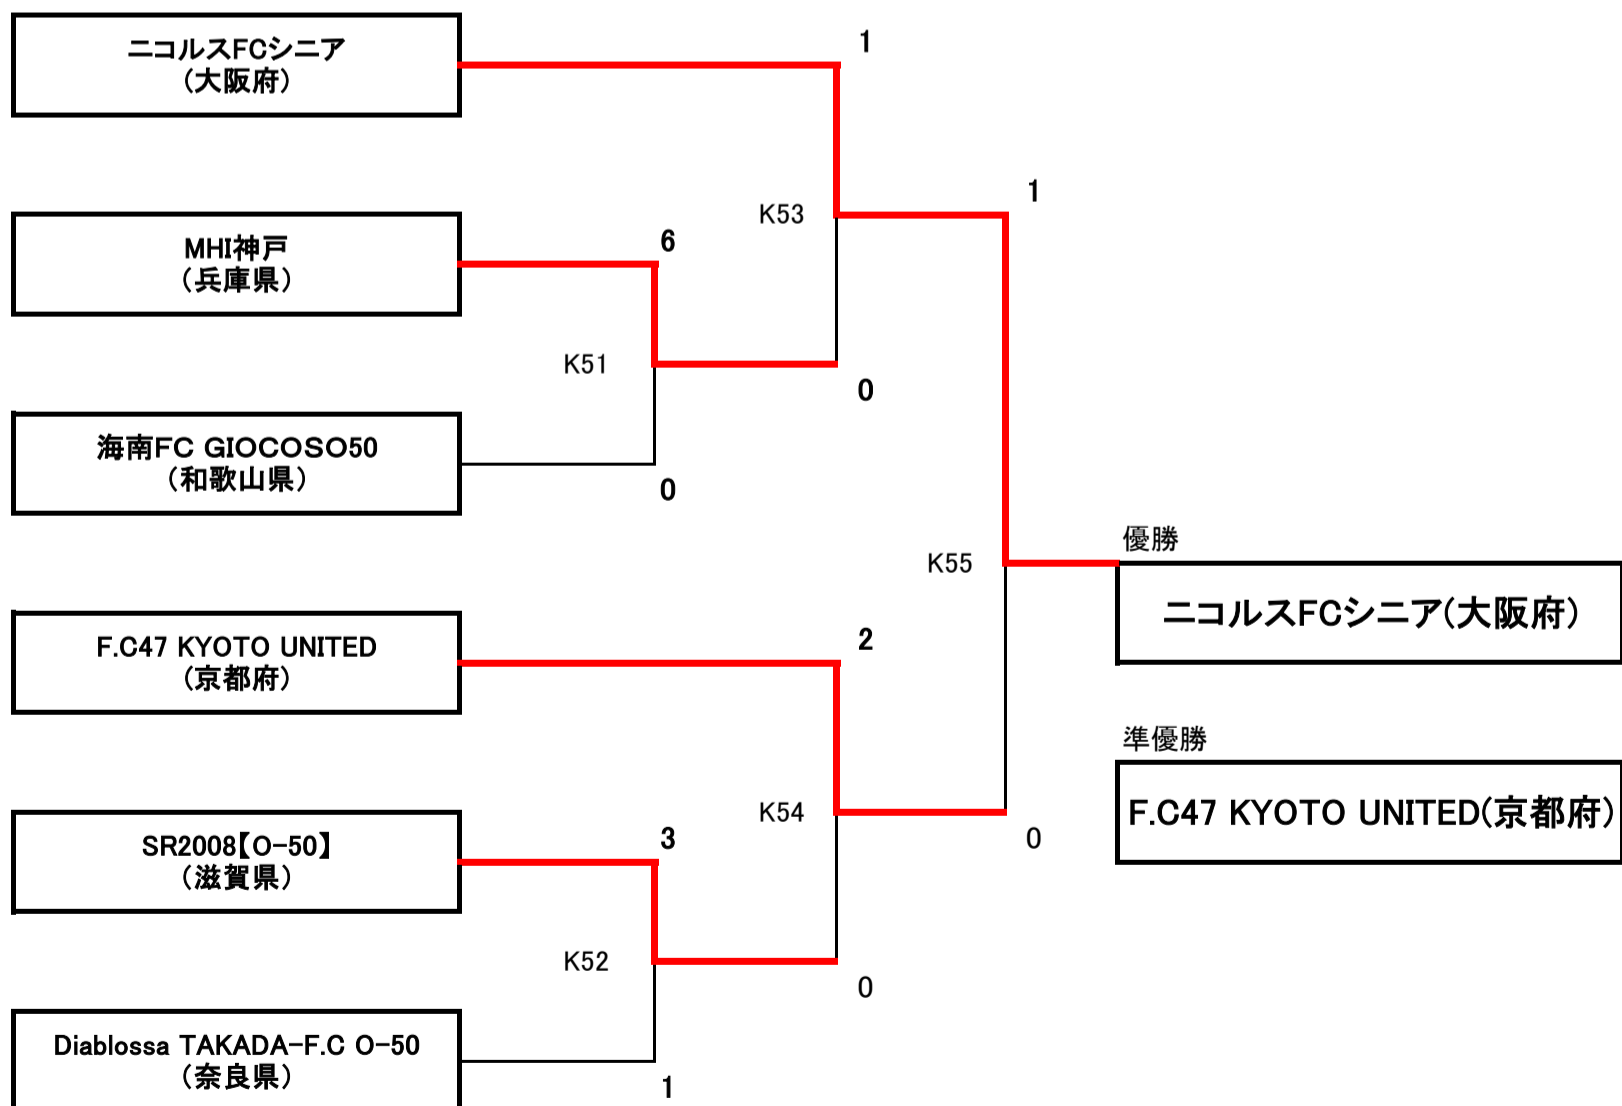 ニコルスFCシニア
(大阪府)
1
1
K53
MHI神戸
(兵庫県)
6
K51
0
海南FC GIOCOSO50
(和歌山県)
0
優勝
K55
ニコルスFCシニア(大阪府)
F.C47 KYOTO UNITED
(京都府)
2
準優勝
F.C47 KYOTO UNITED(京都府)
K54
0
SR2008【O-50】
(滋賀県)
3
K52
0
Diablossa TAKADA-F.C O-50
(奈良県)
1